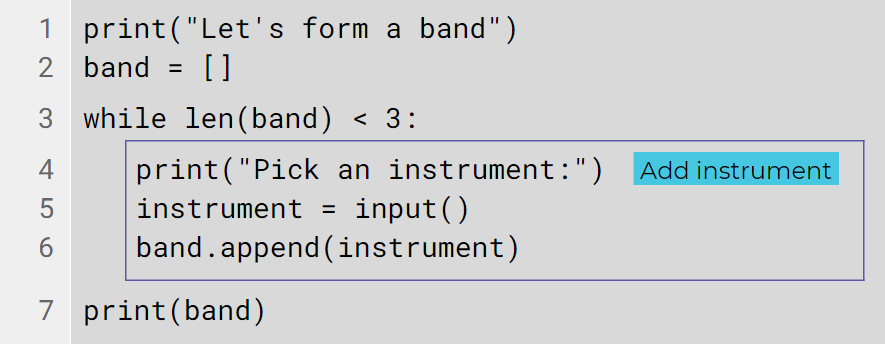 1 print("Let's form a band")
2 band = []
3 while len(band) < 3:
4 print("Pick an instrument:") Add instrument
5 instrument = input()
6 band.append(instrument)
7 print(band)